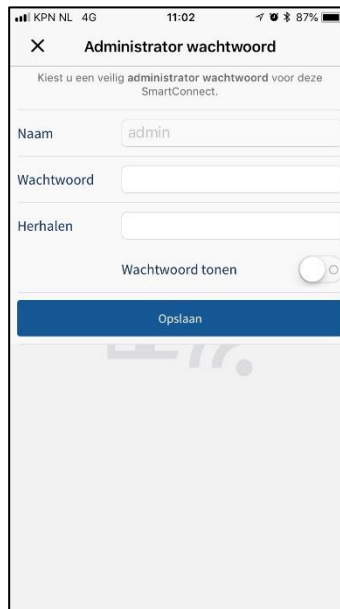 KPN NL 4G 11:02 87%
Administrator wachtwoord
Kiest u een veilig administrator wachtwoord voor deze
SmartConnect.
Naam admin
Wachtwoord
Herhalen
Wachtwoord tonen
Opslaan